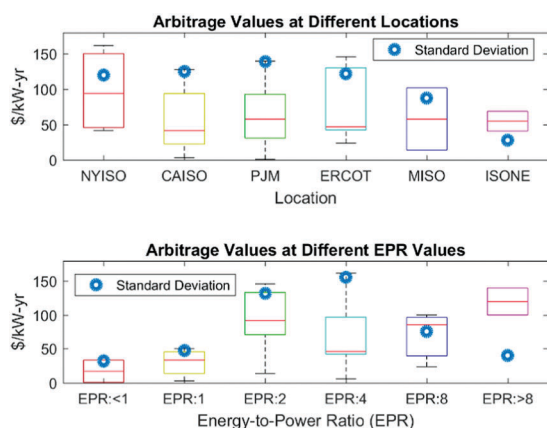 Arbitrage Values at Different Locations
150
100
50
0
$/kW-yr
Standard Deviation
NYISO CAISO PJM ERCOT MISO ISONE
Location
Arbitrage Values at Different EPR Values
150
100
50
0
$/kW-yr
Standard Deviation
EPR:<1 EPR:1 EPR:2 EPR:4 EPR:8 EPR:>8
Energy-to-Power Ratio (EPR)